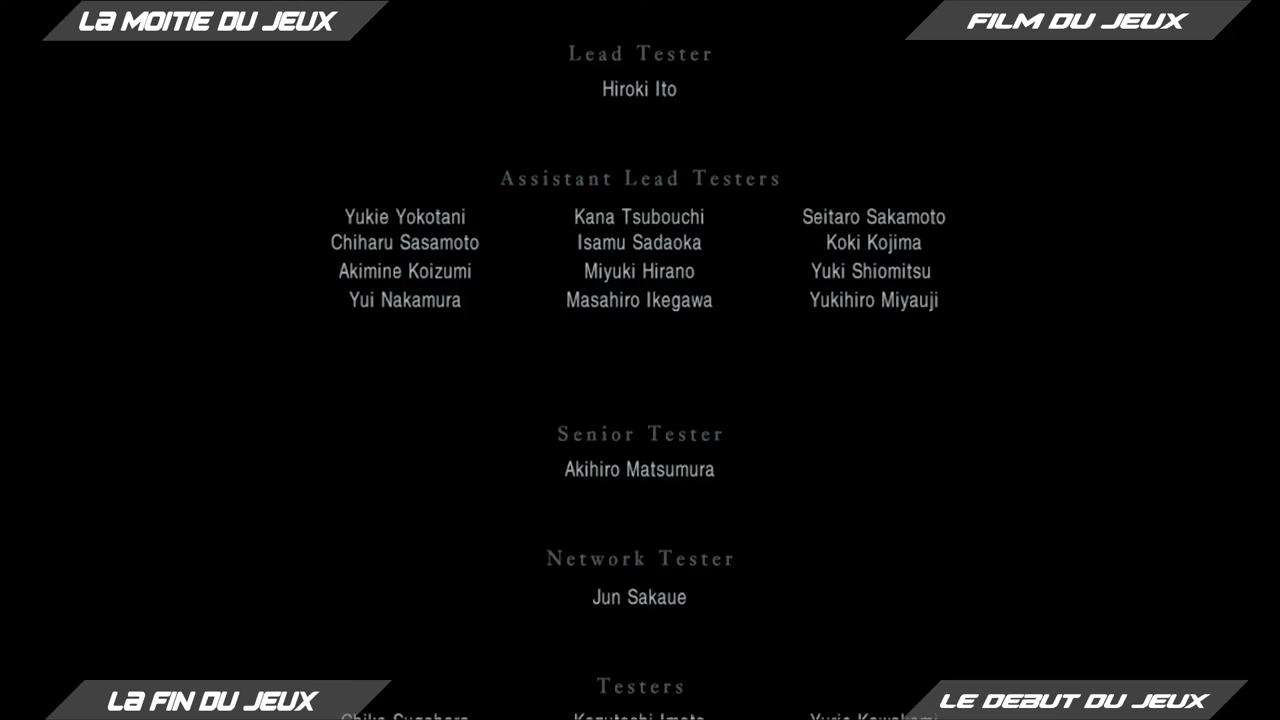 LA MOITIE DU JEUX
FILM DU JEUX
Lead Tester
Hiroki Ito
Assistant Lead Testers
Yukie Yokotani Kana Tsubouchi Seitaro Sakamoto
Chiharu Sasamoto Isamu Sadaoka Koki Kojima
Akimine Koizumi Miyuki Hirano Yuki Shiomitsu
Yui Nakamura Masahiro Ikegawa Yukihiro Miyauji
Senior Tester
Akihiro Matsumura
Network Tester
Jun Sakaue
Testers
LA FIN DU JEUX
LE DEBUT DU JEUX